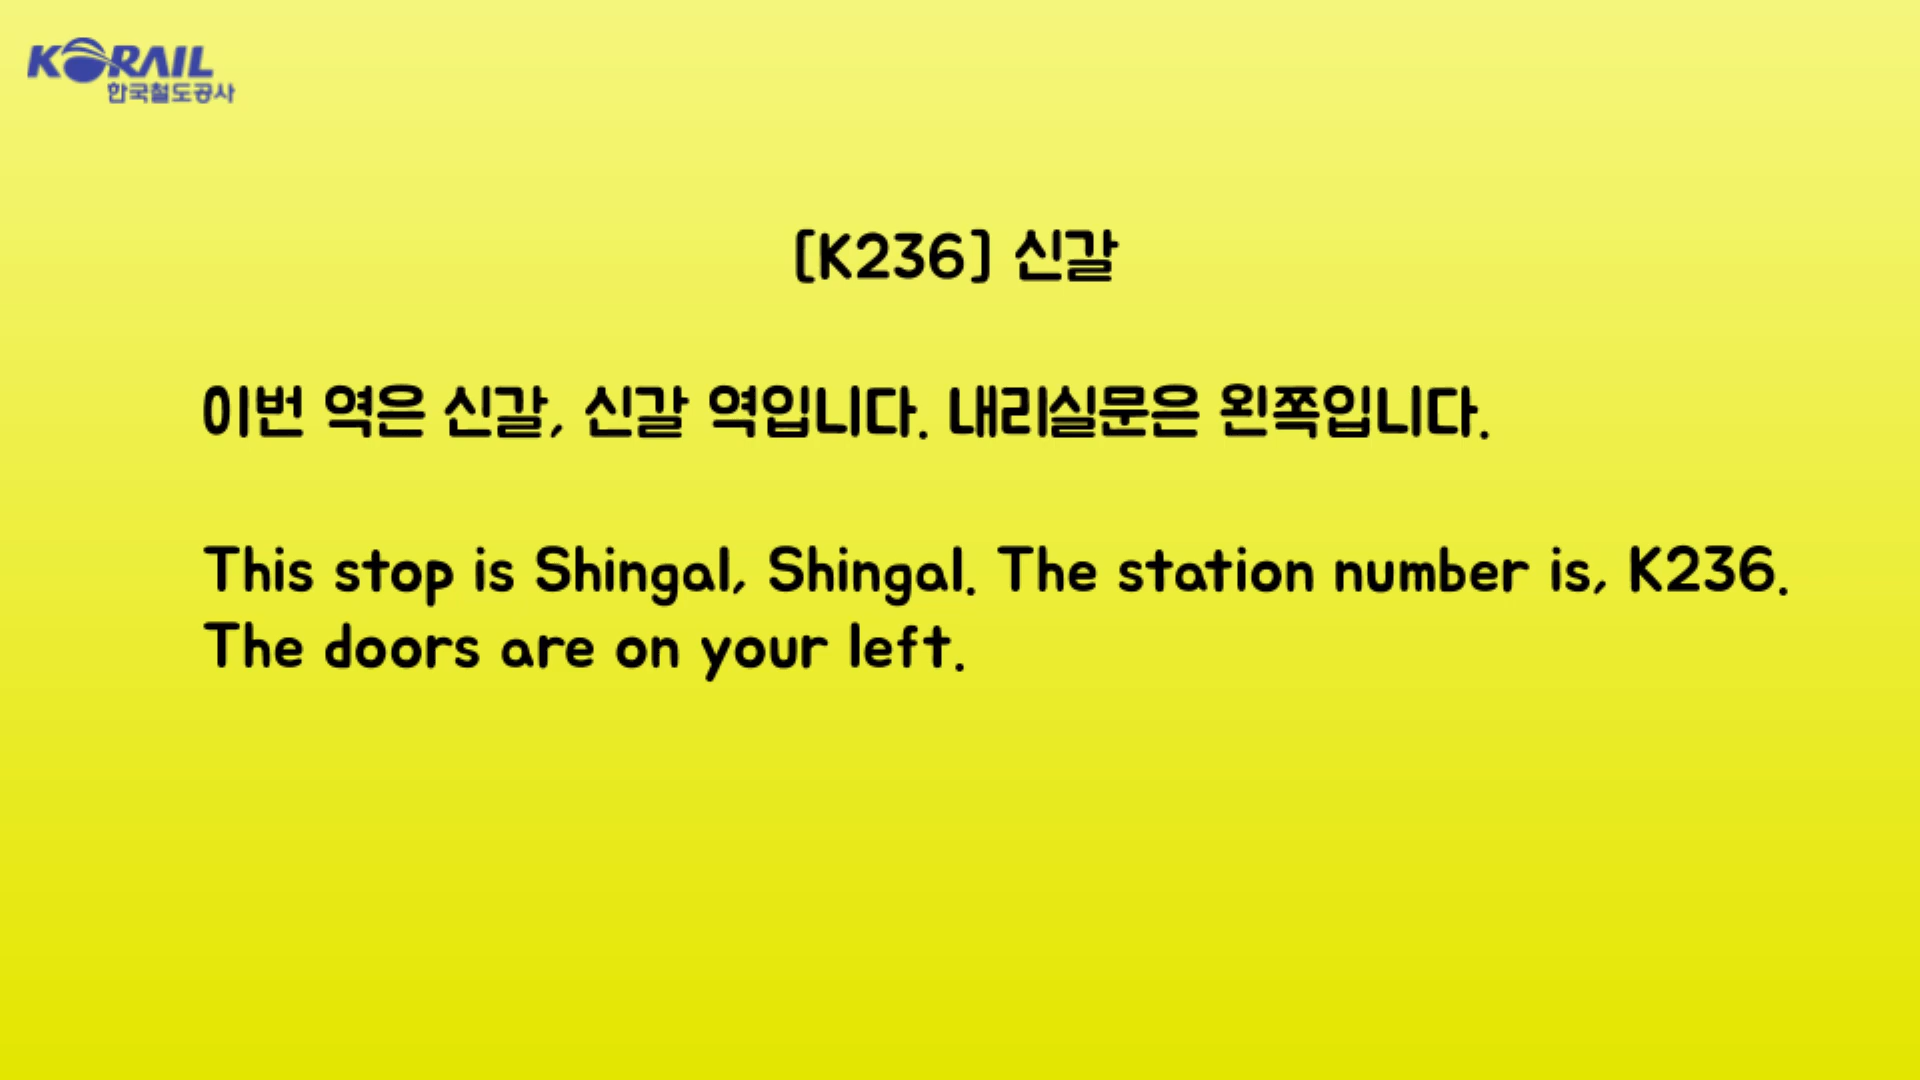 KORAIL
한국철도공사
[K236] 신갈
이번 역은 신갈, 신갈 역입니다. 내리실문은 왼쪽입니다.
This stop is Shingal, Shingal. The station number is, K236.
The doors are on your left.